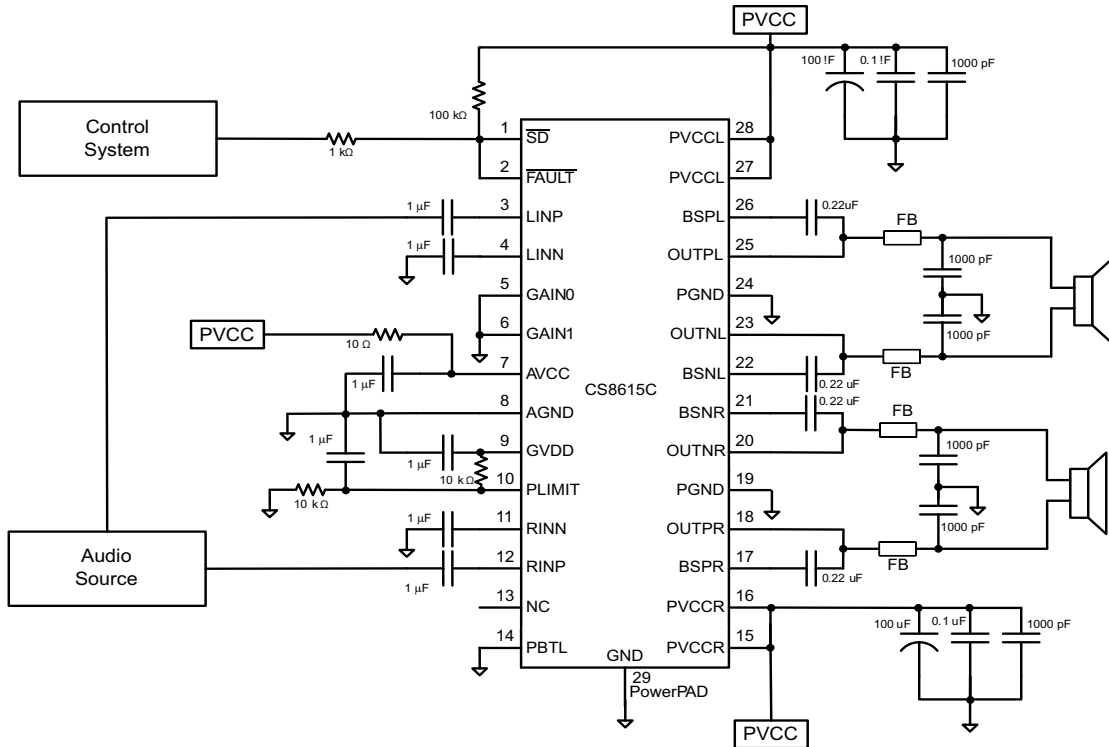 PVCC
100 !F
0.1 !F
1000 pF
100 kΩ
Control
System
1 kΩ
1
SD
PVCCL
28
2
FAULT
PVCCL
27
1 µF
3
LINP
BSPL
26
0.22uF
FB
1 µF
4
LINN
OUTPL
25
1000 pF
5
GAIN0
PGND
24
6
GAIN1
OUTNL
23
1000 pF
PVCC
10 Ω
7
AVCC
BSNL
22
0.22 uF
FB
1 µF
CS8615C
8
AGND
BSNR
21
0.22 uF
FB
1 µF
9
GVDD
OUTNR
20
1000 pF
1 µF
10 kΩ
10
PLIMIT
PGND
19
10 kΩ
1 µF
11
RINN
OUTPR
18
1000 pF
Audio
Source
12
RINP
BSPR
17
0.22 uF
FB
1 µF
13
NC
PVCCR
16
100 uF
0.1 uF
1000 pF
14
PBTL
PVCCR
15
GND
29
PowerPAD
PVCC